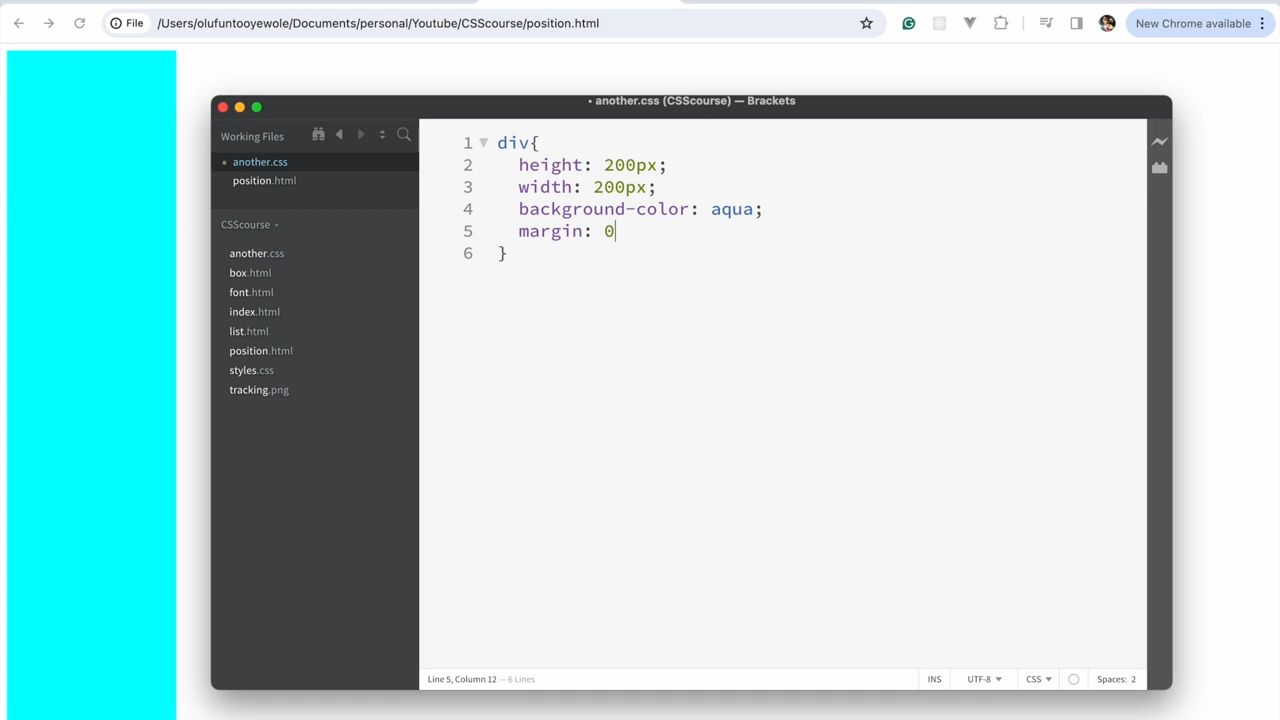 File
/Users/olufuntooyewole/Documents/personal/Youtube/CSScourse/position.html
New Chrome available
• another.css (CSScourse) — Brackets
Working Files
• another.css
position.html
CSScourse
another.css
box.html
font.html
index.html
list.html
position.html
styles.css
tracking.png
1 div{
2 height: 200px;
3 width: 200px;
4 background-color: aqua;
5 margin: 0
6 }
Line 5, Column 12 — 6 Lines
INS
UTF-8
CSS
Spaces: 2